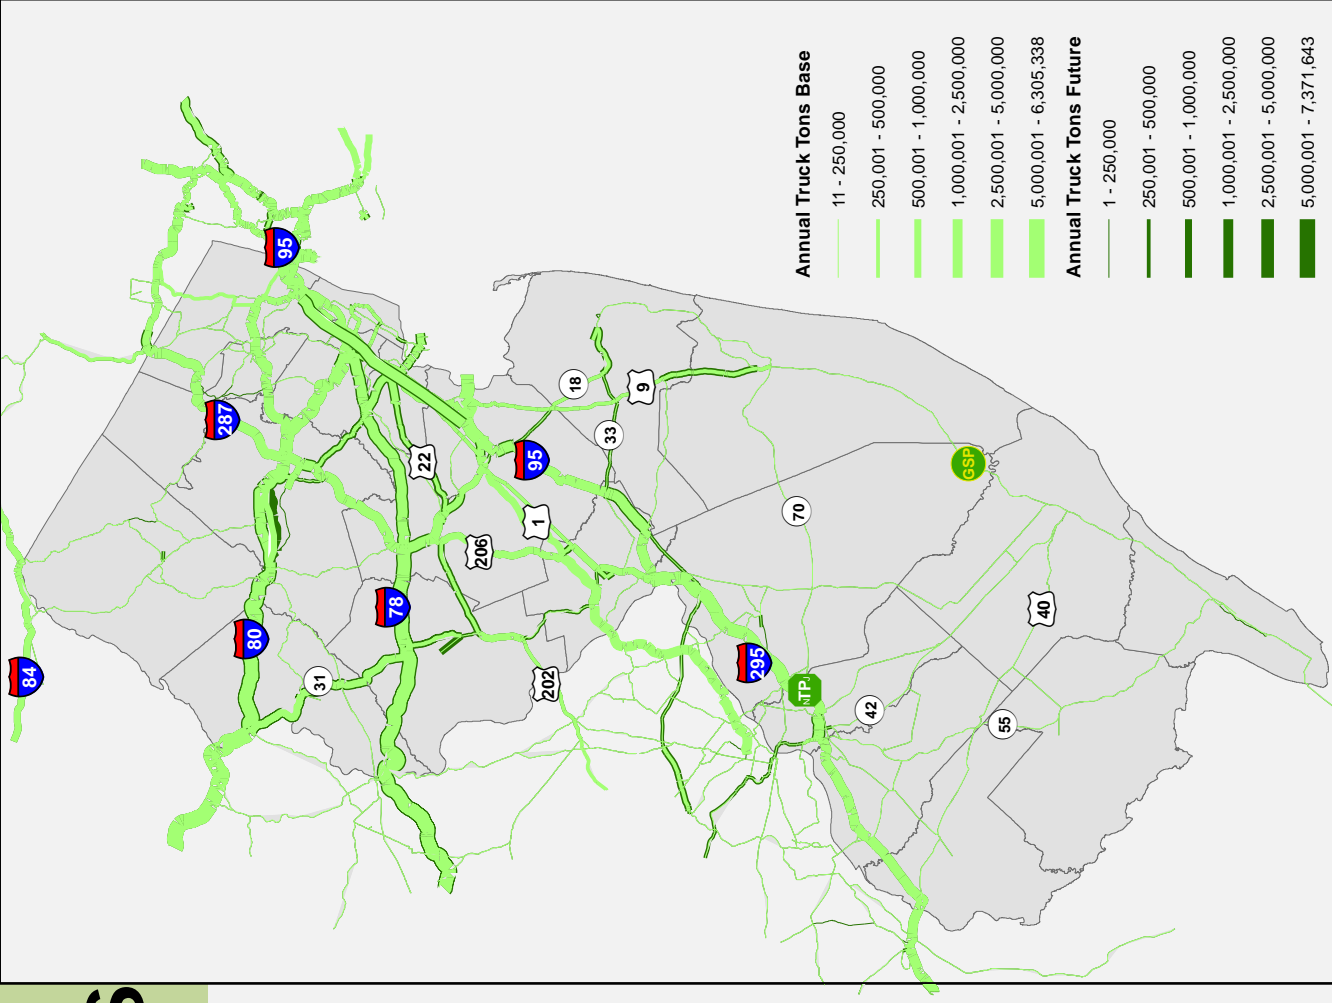 S
84
80
31
287
95
78
22
206
202
1
95
18
33
9
295
NTPJ
70
42
GSP
40
55
Annual Truck Tons Base
11 - 250,000
250,001 - 500,000
500,001 - 1,000,000
1,000,001 - 2,500,000
2,500,001 - 5,000,000
5,000,001 - 6,305,338
Annual Truck Tons Future
1 - 250,000
250,001 - 500,000
500,001 - 1,000,000
1,000,001 - 2,500,000
2,500,001 - 5,000,000
5,000,001 - 7,371,643